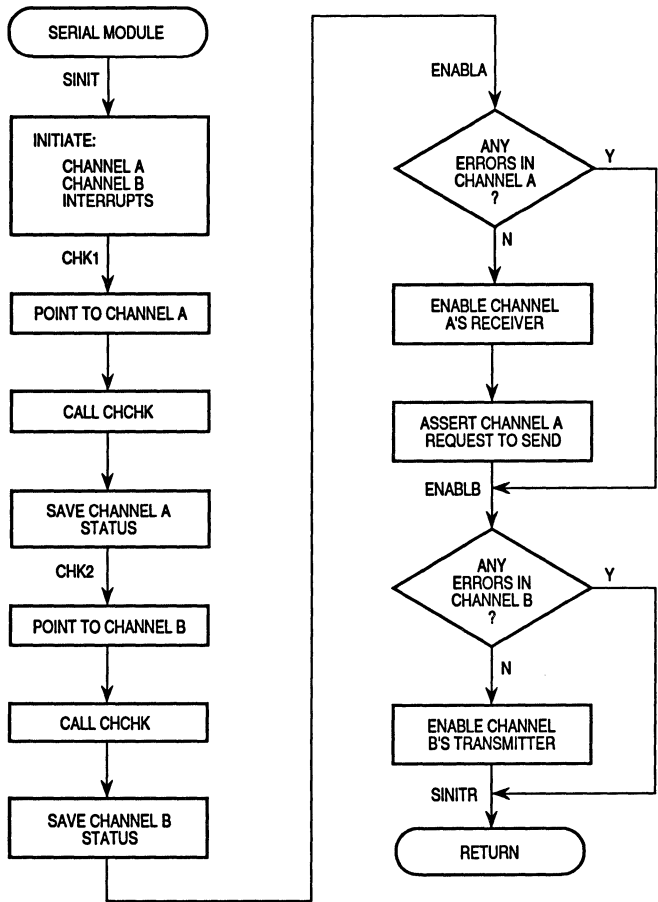 SERIAL MODULE
SINIT
INITIATE:
CHANNEL A
CHANNEL B
INTERRUPTS
CHK1
POINT TO CHANNEL A
CALL CHCHK
SAVE CHANNEL A
STATUS
CHK2
POINT TO CHANNEL B
CALL CHCHK
SAVE CHANNEL B
STATUS
ENABLA
ANY
ERRORS IN
CHANNEL A
?
Y
N
ENABLE CHANNEL
A'S RECEIVER
ASSERT CHANNEL A
REQUEST TO SEND
ENABLB
ANY
ERRORS IN
CHANNEL B
?
Y
N
ENABLE CHANNEL
B'S TRANSMITTER
SINITR
RETURN